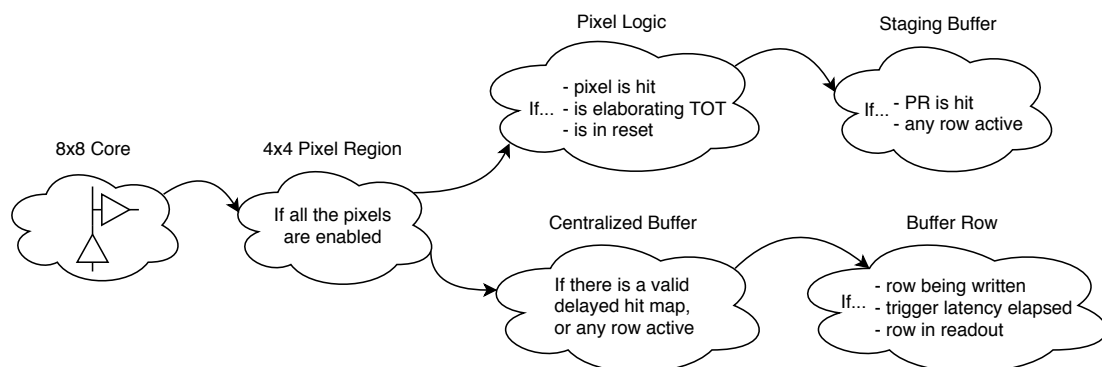 Pixel Logic
Staging Buffer
- pixel is hit
If... - is elaborating TOT
- is in reset
- PR is hit
If... - any row active
8x8 Core
4x4 Pixel Region
If all the pixels
are enabled
Centralized Buffer
Buffer Row
If there is a valid
delayed hit map,
or any row active
- row being written
If... - trigger latency elapsed
- row in readout